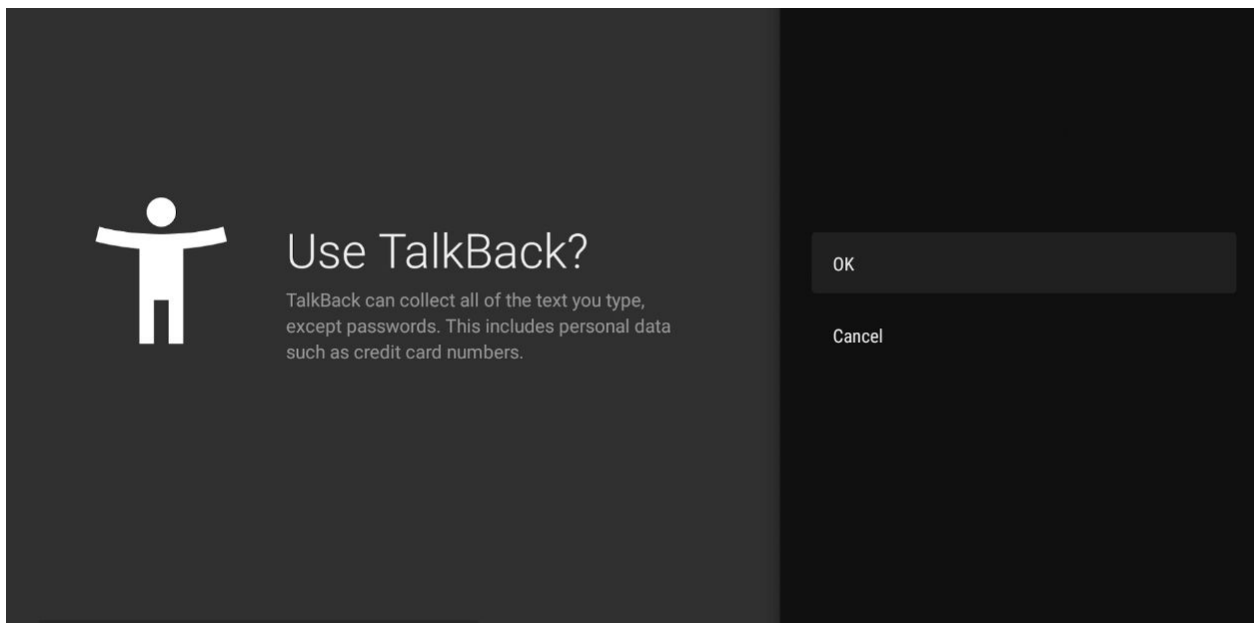 Use TalkBack?
TalkBack can collect all of the text you type,
except passwords. This includes personal data
such as credit card numbers.
OK
Cancel